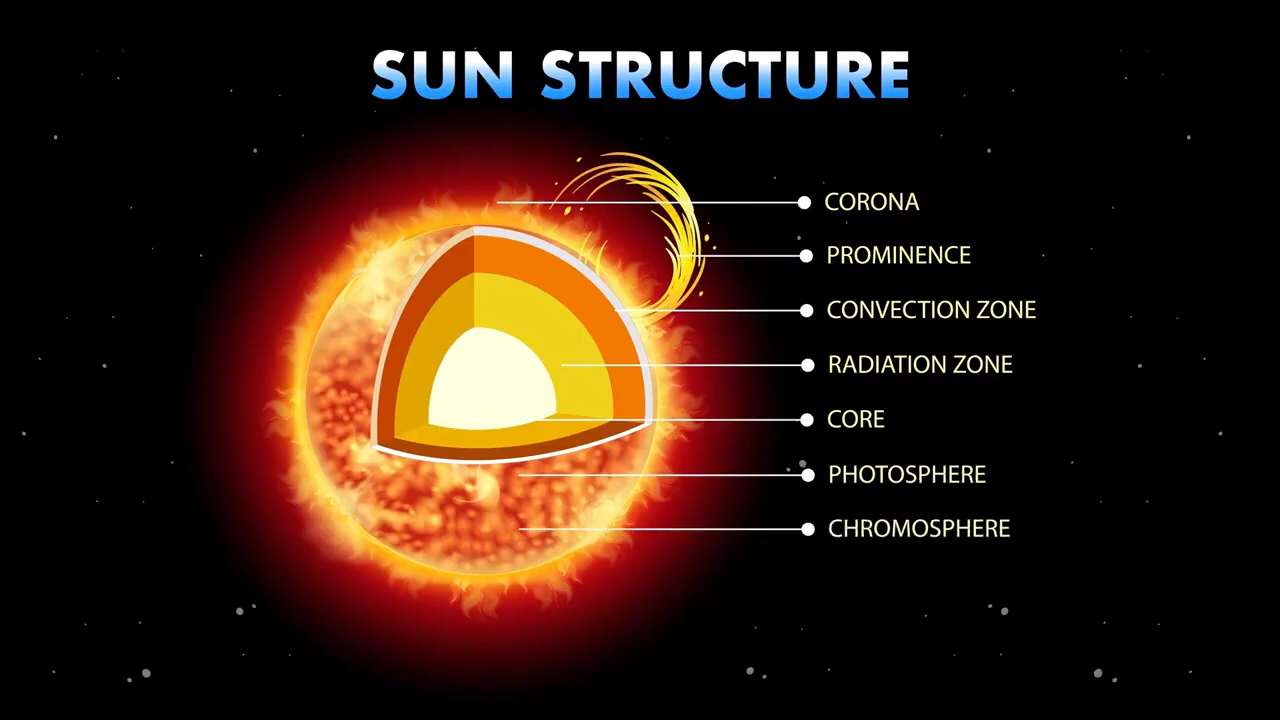 SUN STRUCTURE
CORONA
PROMINENCE
CONVECTION ZONE
RADIATION ZONE
CORE
PHOTOSPHERE
CHROMOSPHERE